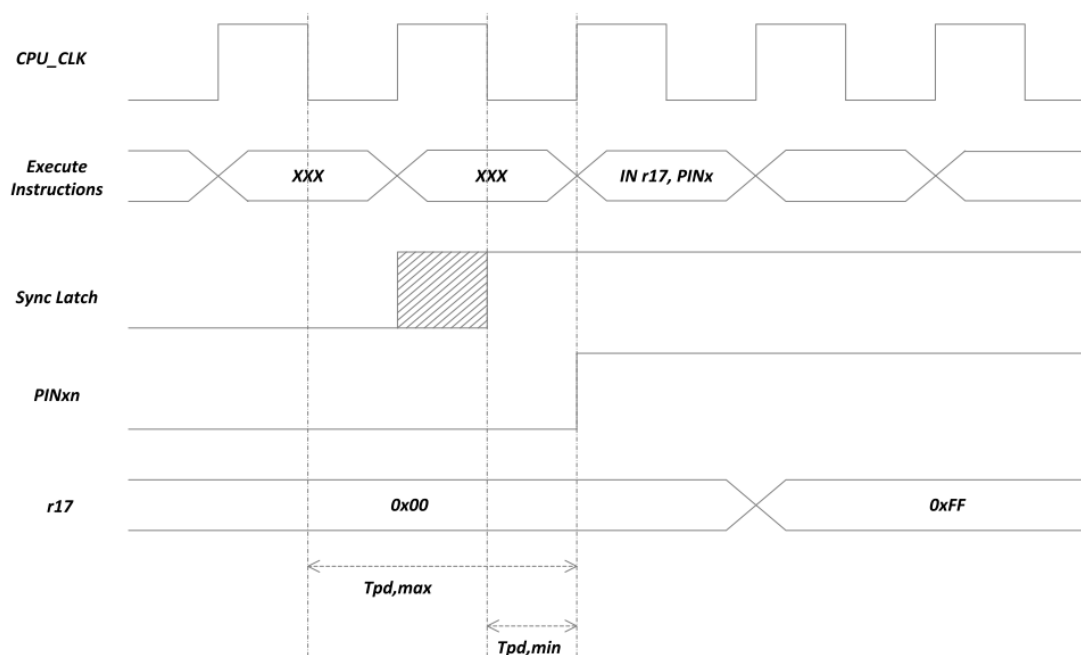 CPU_CLK
Execute
Instructions
XXX
XXX
IN r17, PINx
Sync Latch
PINxn
r17
0x00
0xFF
Tpd,max
Tpd,min